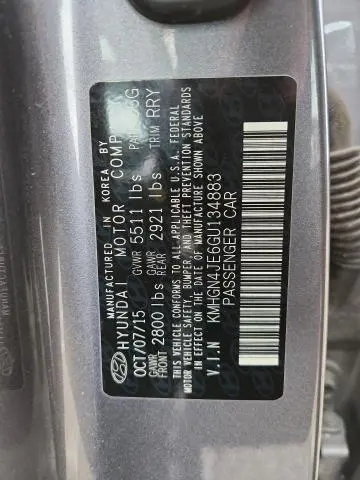 MANUFACTURED IN KOREA BY
HYUNDAI MOTOR COMP
OCT/07/15 GVWR 5511 lbs
GAWR FRONT 2800 lbs GAWR REAR 2921 lbs TRIM RRY
THIS VEHICLE CONFORMS TO ALL APPLICABLE U.S.A. FEDERAL
MOTOR VEHICLE SAFETY, BUMPER, AND THEFT PREVENTION STANDARDS
IN EFFECT ON THE DATE OF MANUFACTURE SHOWN ABOVE
V.I.N KMHGN4JE6GU134883
PASSENGER CAR